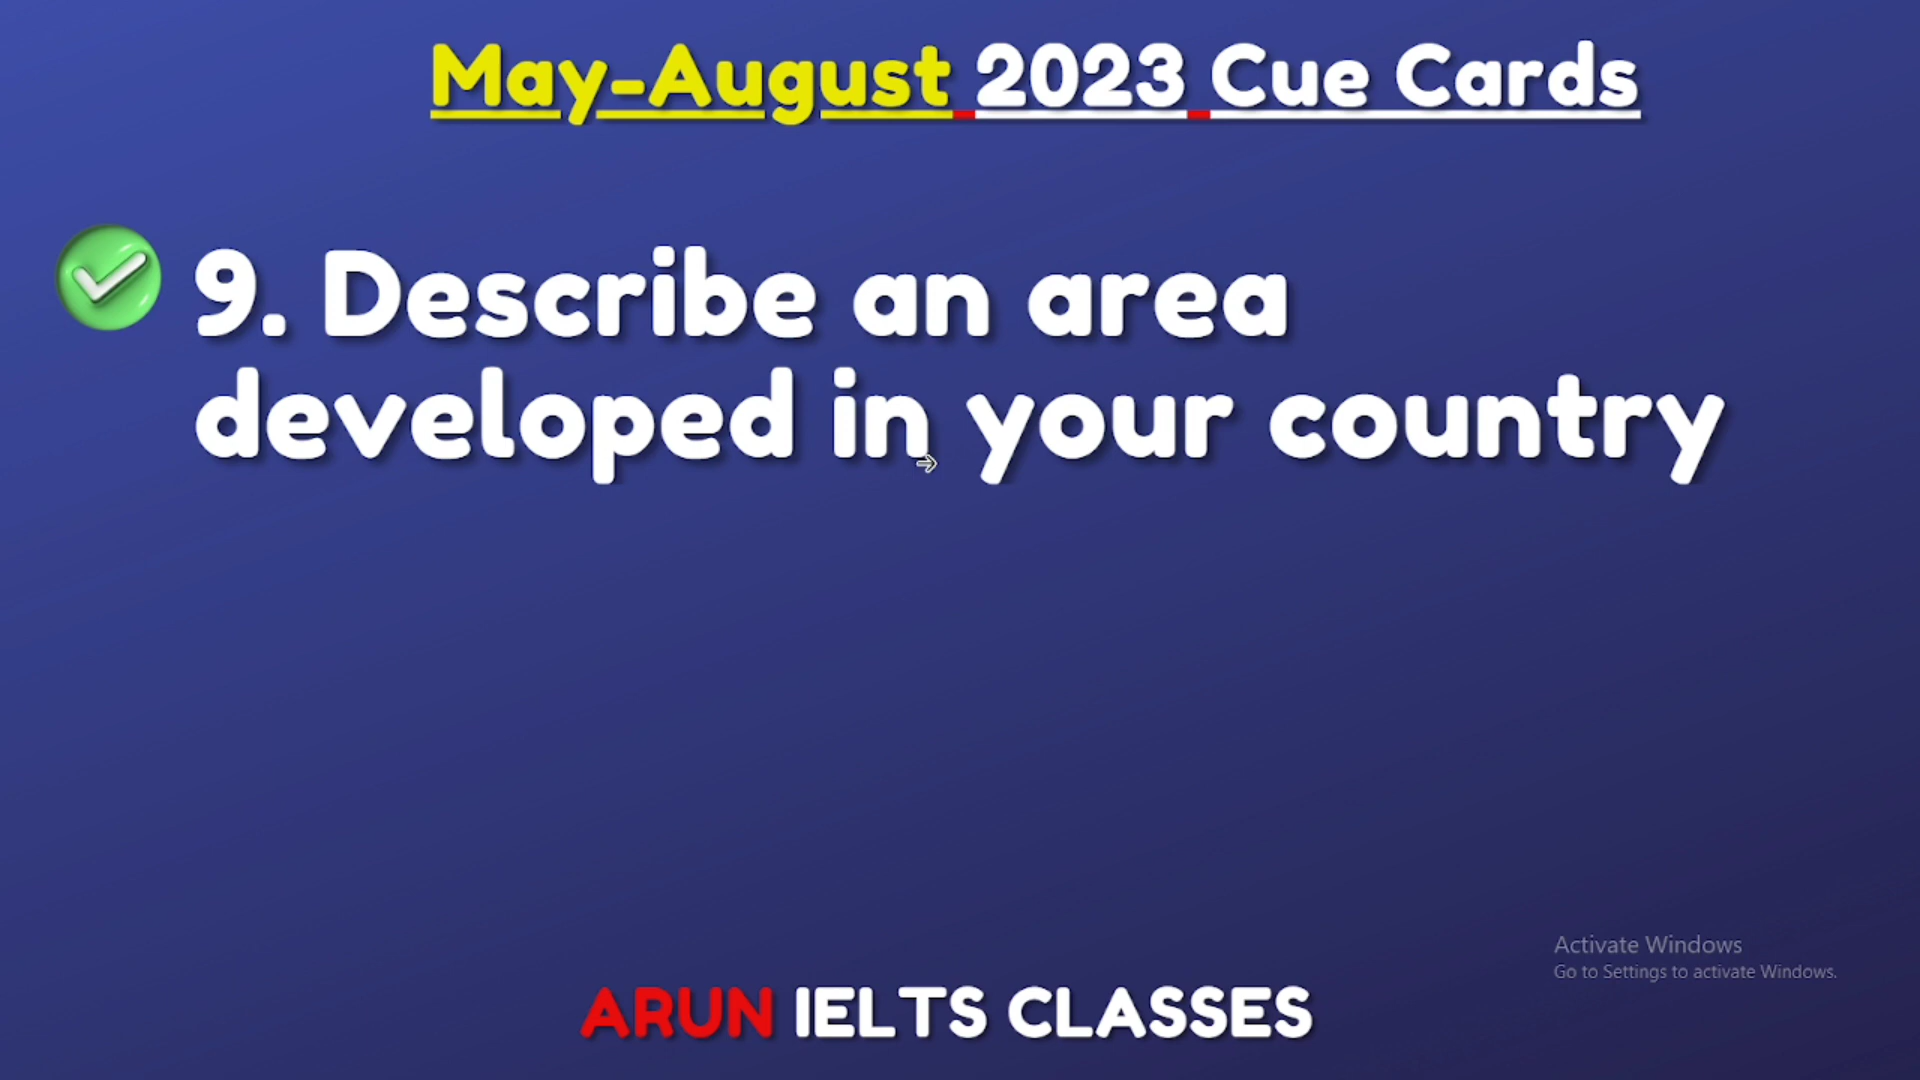 May-August 2023 Cue Cards
9. Describe an area
developed in your country
Activate Windows
Go to Settings to activate Windows.
ARUN IELTS CLASSES